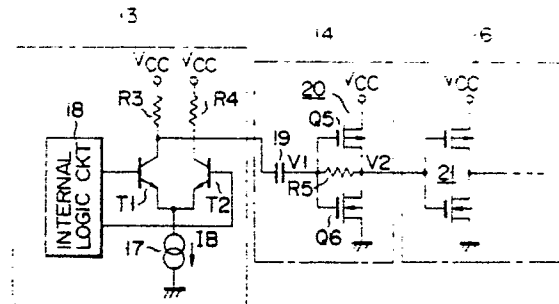 13
14
16
VCC
VCC
VCC
VCC
R3
R4
20
Q5
18
19
V1
V2
INTERNAL
LOGIC CKT
R5
21
T1
T2
Q6
17
I8